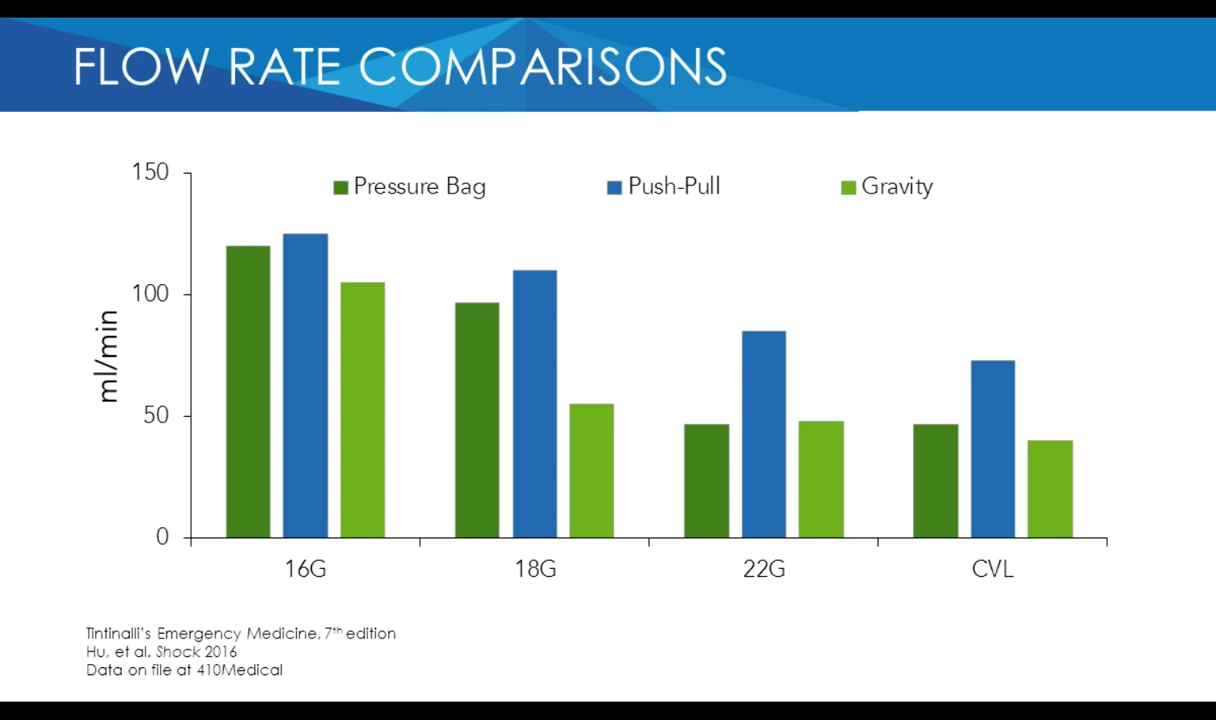 FLOW RATE COMPARISONS
150
Pressure Bag
Push-Pull
Gravity
100
ml/min
50
0
16G
18G
22G
CVL
Tintinalli's Emergency Medicine, 7th edition
Hu, et al. Shock 2016
Data on file at 410Medical